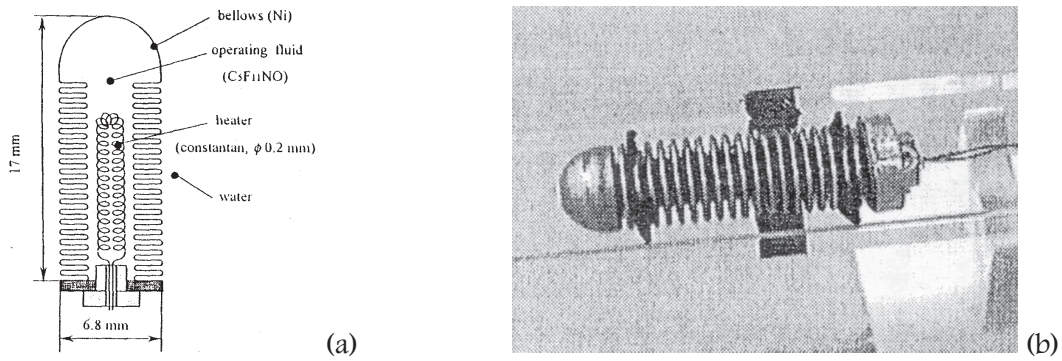 bellows (Ni)
operating fluid
(C5F11NO)
heater
(constantan, φ 0.2 mm)
water
17 mm
6.8 mm
(a)
(b)